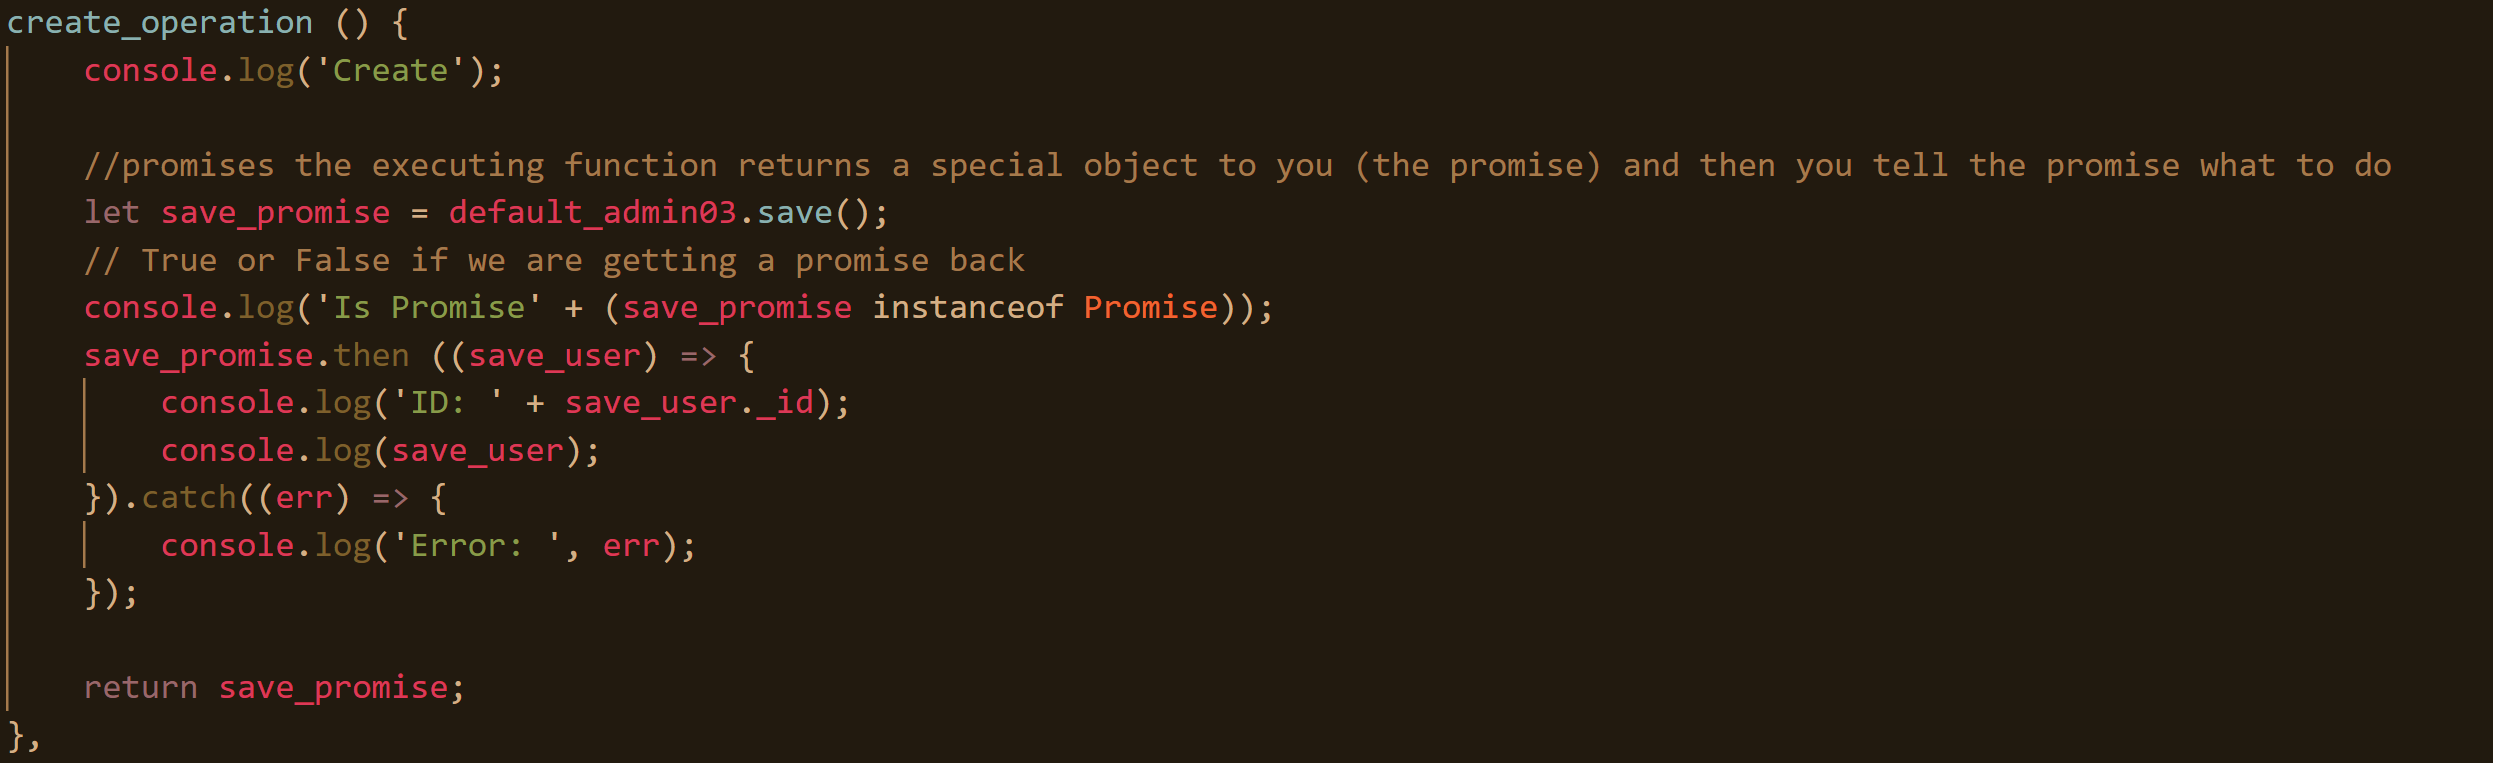 create_operation () {
    console.log('Create');

    //promises the executing function returns a special object to you (the promise) and then you tell the promise what to do
    let save_promise = default_admin03.save();
    // True or False if we are getting a promise back
    console.log('Is Promise' + (save_promise instanceof Promise));
    save_promise.then ((save_user) => {
        console.log('ID: ' + save_user._id);
        console.log(save_user);
    }).catch((err) => {
        console.log('Error: ', err);
    });

    return save_promise;
},